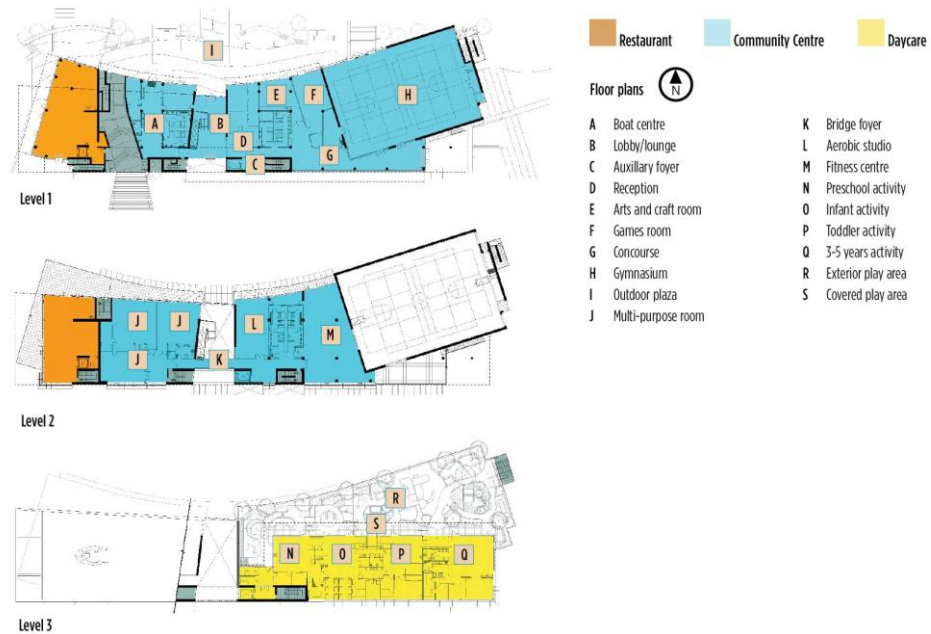 I
E
F
H
A
B
D
G
C
Level 1
J
J
L
M
J
K
Level 2
R
S
N
O
P
Q
Level 3
Restaurant
Community Centre
Daycare
Floor plans
N
A Boat centre
B Lobby/lounge
C Auxillary foyer
D Reception
E Arts and craft room
F Games room
G Concourse
H Gymnasium
I Outdoor plaza
J Multi-purpose room
K Bridge foyer
L Aerobic studio
M Fitness centre
N Preschool activity
O Infant activity
P Toddler activity
Q 3-5 years activity
R Exterior play area
S Covered play area